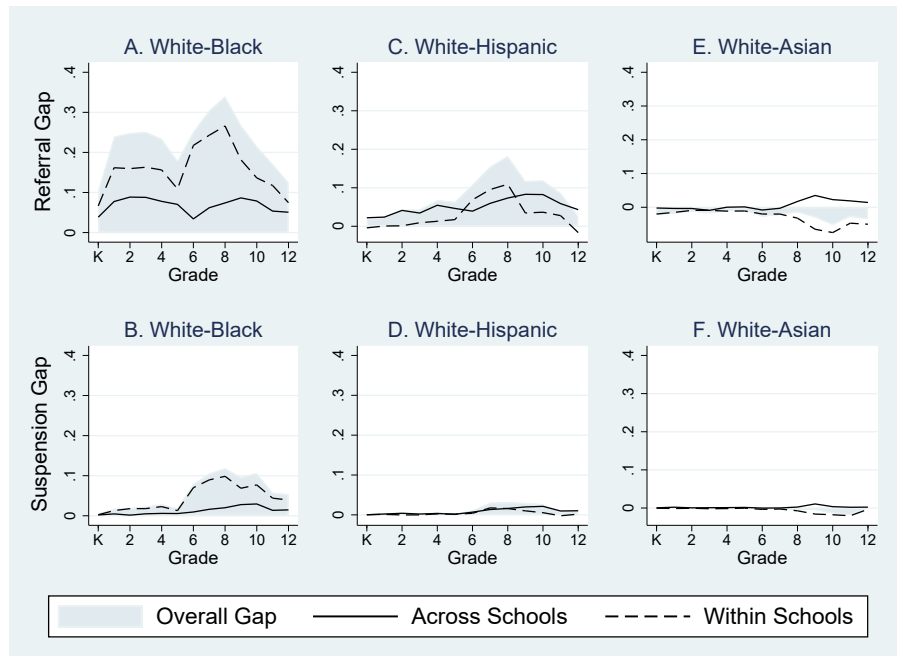 A. White-Black
C. White-Hispanic
E. White-Asian
Referral Gap
.4
.3
.2
.1
0
K 2 4 6 8 10 12
Grade
.4
.3
.2
.1
0
K 2 4 6 8 10 12
Grade
.4
.3
.2
.1
0
K 2 4 6 8 10 12
Grade
B. White-Black
D. White-Hispanic
F. White-Asian
Suspension Gap
.4
.3
.2
.1
0
K 2 4 6 8 10 12
Grade
.4
.3
.2
.1
0
K 2 4 6 8 10 12
Grade
.4
.3
.2
.1
0
K 2 4 6 8 10 12
Grade
Overall Gap Across Schools Within Schools